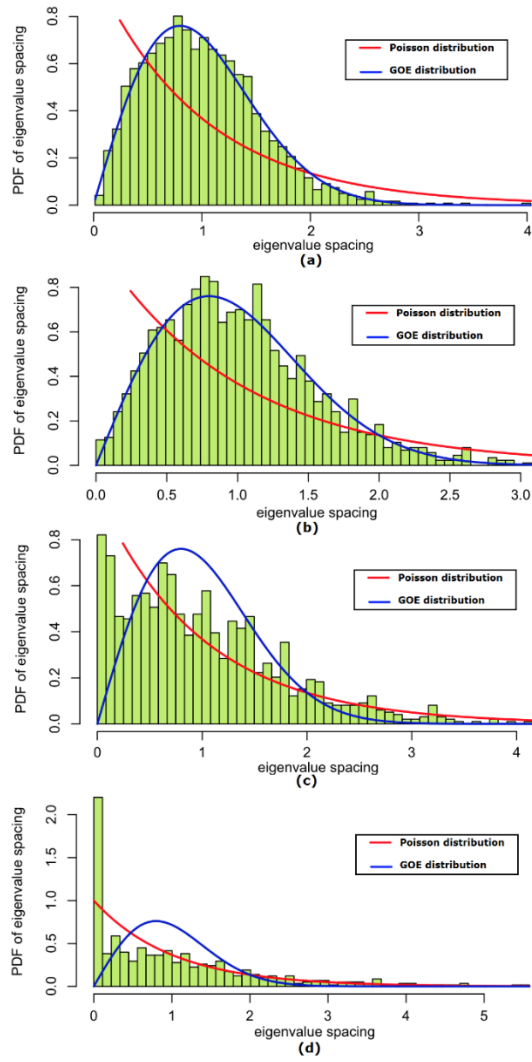 PDF of eigenvalue spacing
0.0 0.2 0.4 0.6 0.8
Poisson distribution
GOE distribution
0 1 2 3 4
eigenvalue spacing
(a)
PDF of eigenvalue spacing
0.0 0.2 0.4 0.6 0.8
Poisson distribution
GOE distribution
0.0 0.5 1.0 1.5 2.0 2.5 3.0
eigenvalue spacing
(b)
PDF of eigenvalue spacing
0.0 0.2 0.4 0.6 0.8
Poisson distribution
GOE distribution
0 1 2 3 4
eigenvalue spacing
(c)
PDF of eigenvalue spacing
0.0 0.5 1.0 1.5 2.0
Poisson distribution
GOE distribution
0 1 2 3 4 5
eigenvalue spacing
(d)